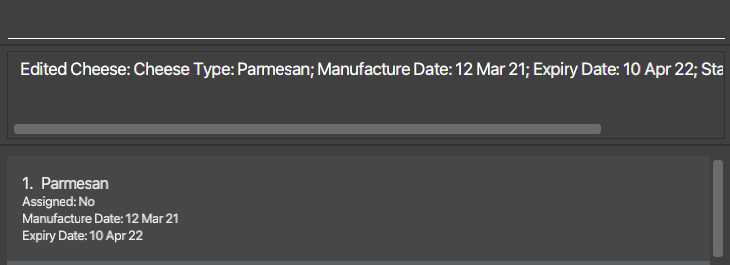 Edited Cheese: Cheese Type: Parmesan; Manufacture Date: 12 Mar 21; Expiry Date: 10 Apr 22; Sta
1. Parmesan
Assigned: No
Manufacture Date: 12 Mar 21
Expiry Date: 10 Apr 22